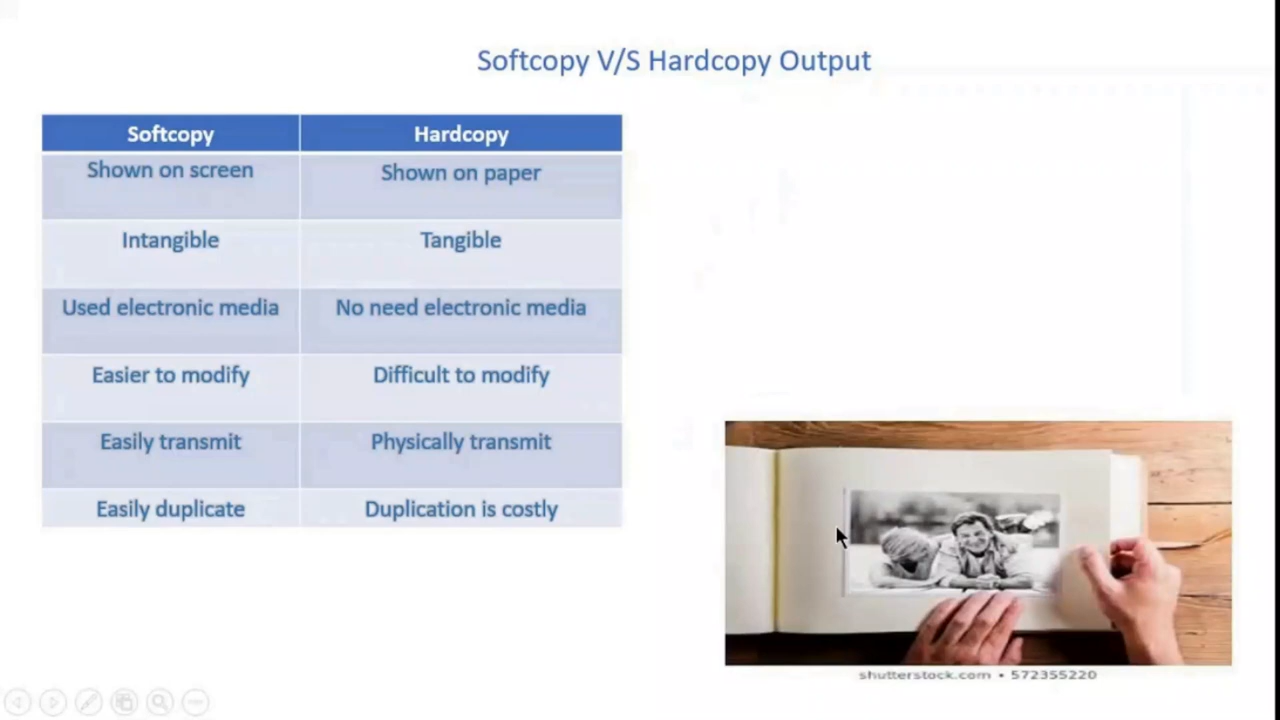 Softcopy V/S Hardcopy Output
Softcopy Hardcopy
Shown on screen Shown on paper
Intangible Tangible
Used electronic media No need electronic media
Easier to modify Difficult to modify
Easily transmit Physically transmit
Easily duplicate Duplication is costly
shutterstock.com • 572355220